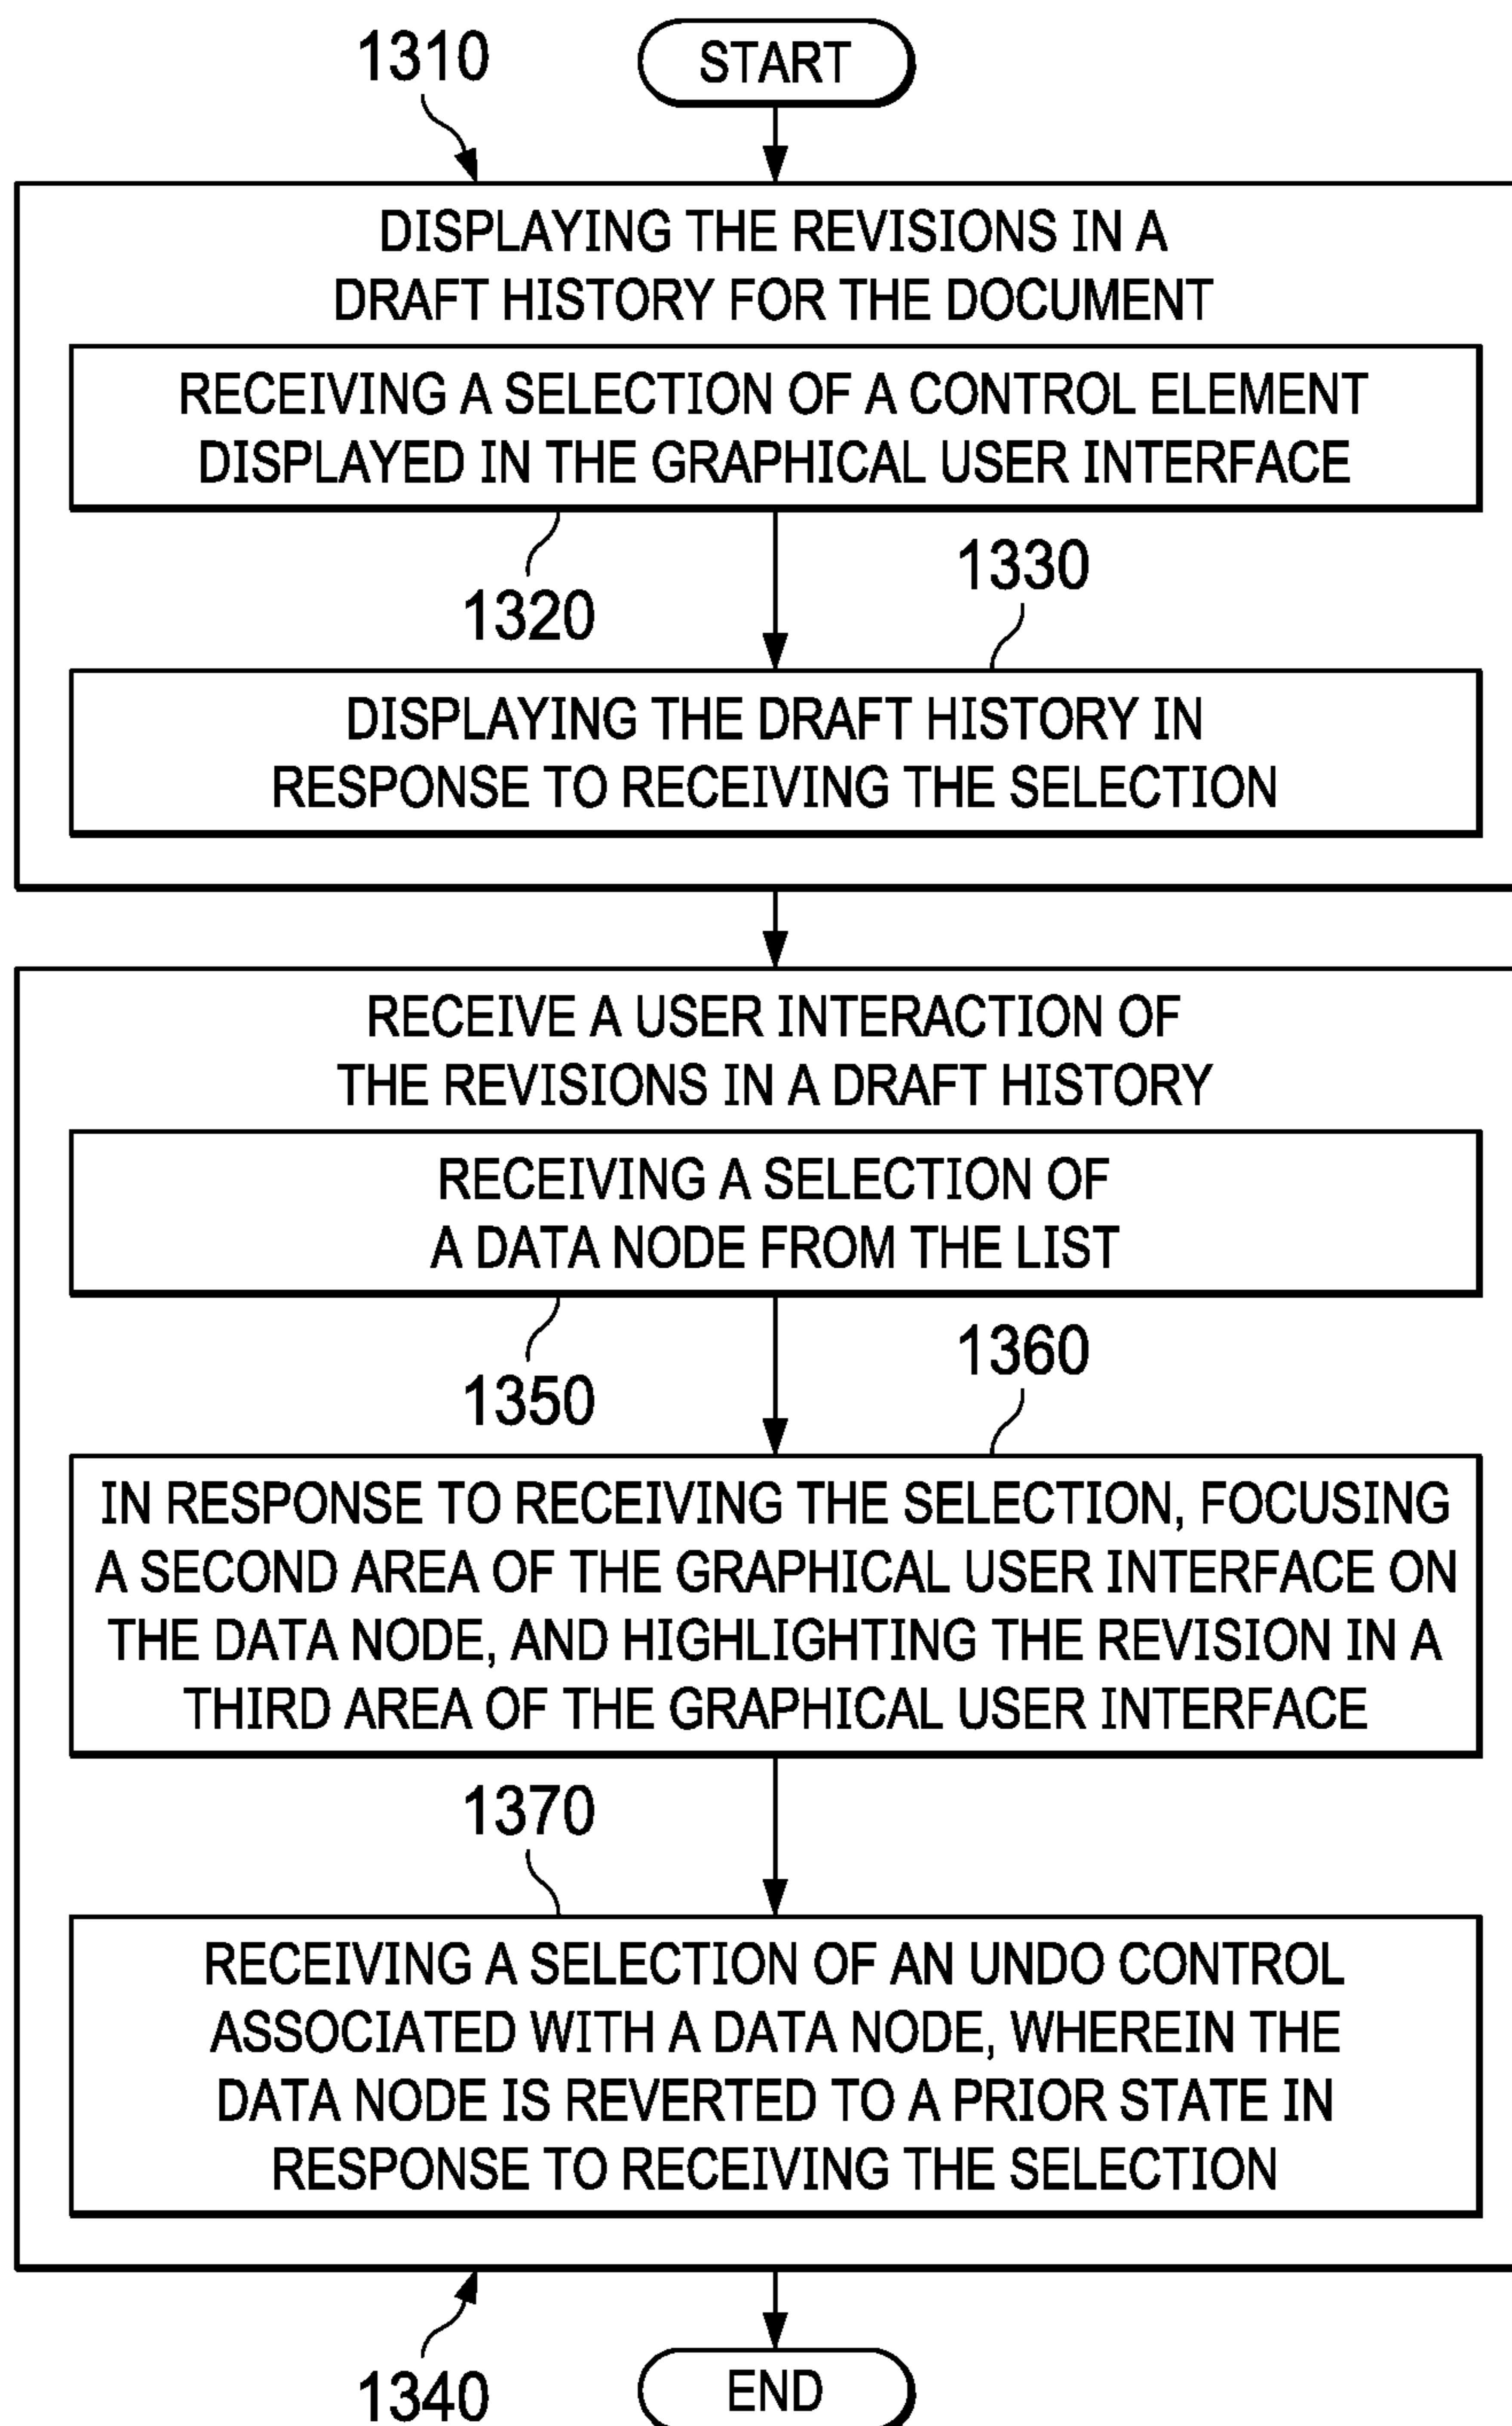 1310
START
DISPLAYING THE REVISIONS IN A
DRAFT HISTORY FOR THE DOCUMENT
RECEIVING A SELECTION OF A CONTROL ELEMENT
DISPLAYED IN THE GRAPHICAL USER INTERFACE
1320
1330
DISPLAYING THE DRAFT HISTORY IN
RESPONSE TO RECEIVING THE SELECTION
RECEIVE A USER INTERACTION OF
THE REVISIONS IN A DRAFT HISTORY
RECEIVING A SELECTION OF
A DATA NODE FROM THE LIST
1350
1360
IN RESPONSE TO RECEIVING THE SELECTION, FOCUSING
A SECOND AREA OF THE GRAPHICAL USER INTERFACE ON
THE DATA NODE, AND HIGHLIGHTING THE REVISION IN A
THIRD AREA OF THE GRAPHICAL USER INTERFACE
1370
RECEIVING A SELECTION OF AN UNDO CONTROL
ASSOCIATED WITH A DATA NODE, WHEREIN THE
DATA NODE IS REVERTED TO A PRIOR STATE IN
RESPONSE TO RECEIVING THE SELECTION
1340
END